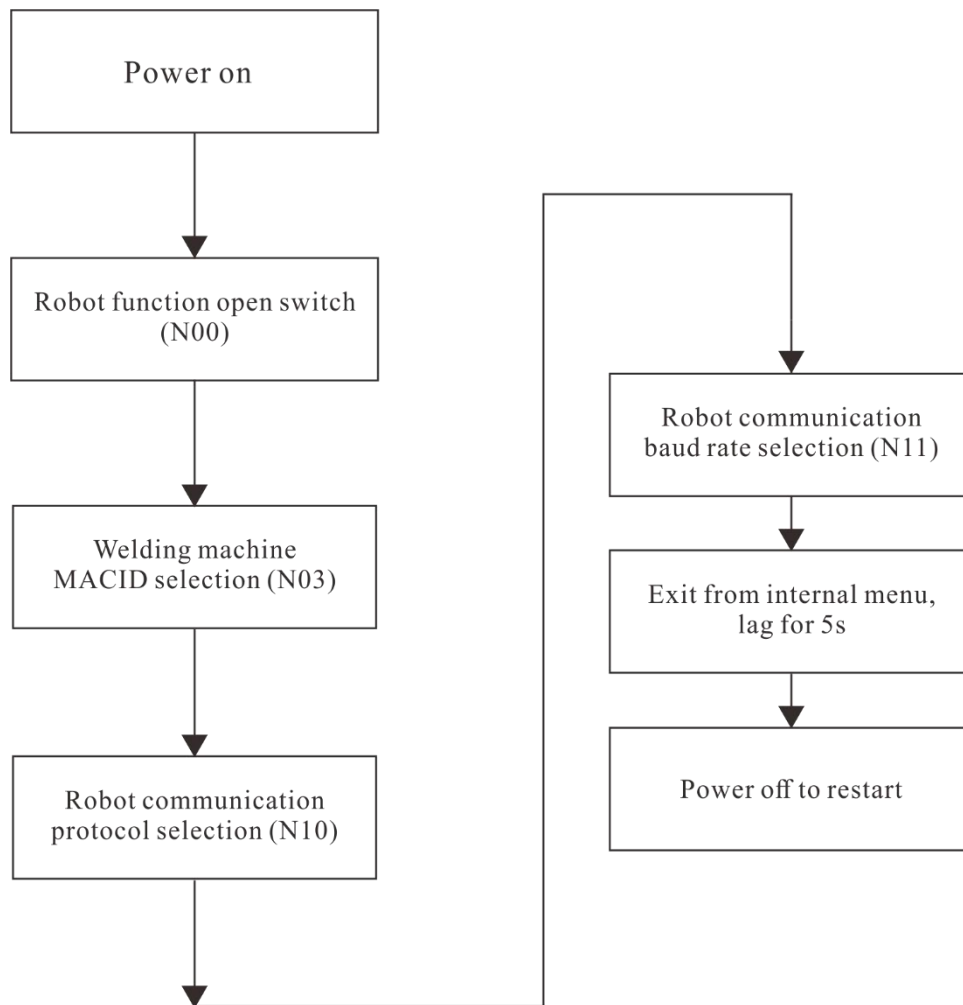 Power on
Robot function open switch
(N00)
Welding machine
MACID selection (N03)
Robot communication
protocol selection (N10)
Robot communication
baud rate selection (N11)
Exit from internal menu,
lag for 5s
Power off to restart